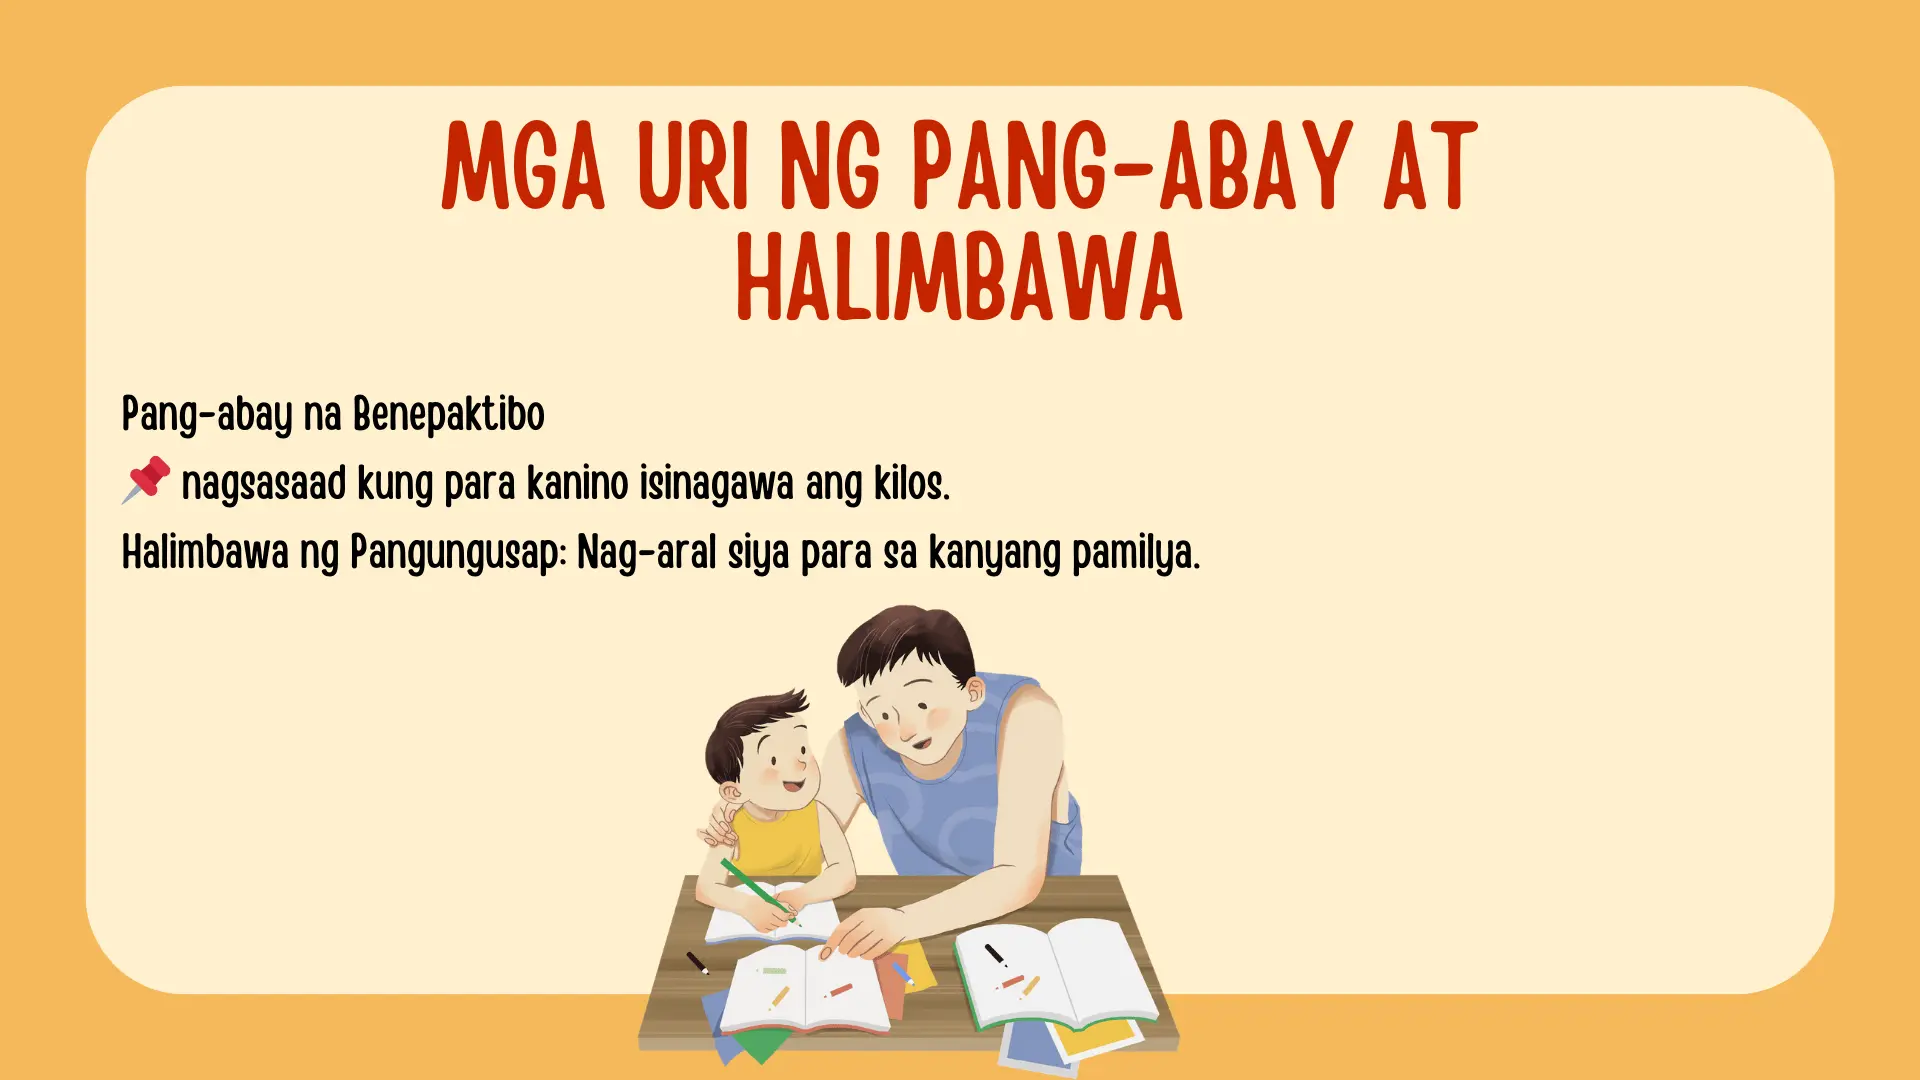 MGA URI NG PANG-ABAY AT
HALIMBAWA
Pang-abay na Benepaktibo
📌 nagsasaad kung para kanino isinagawa ang kilos.
Halimbawa ng Pangungusap: Nag-aral siya para sa kanyang pamilya.